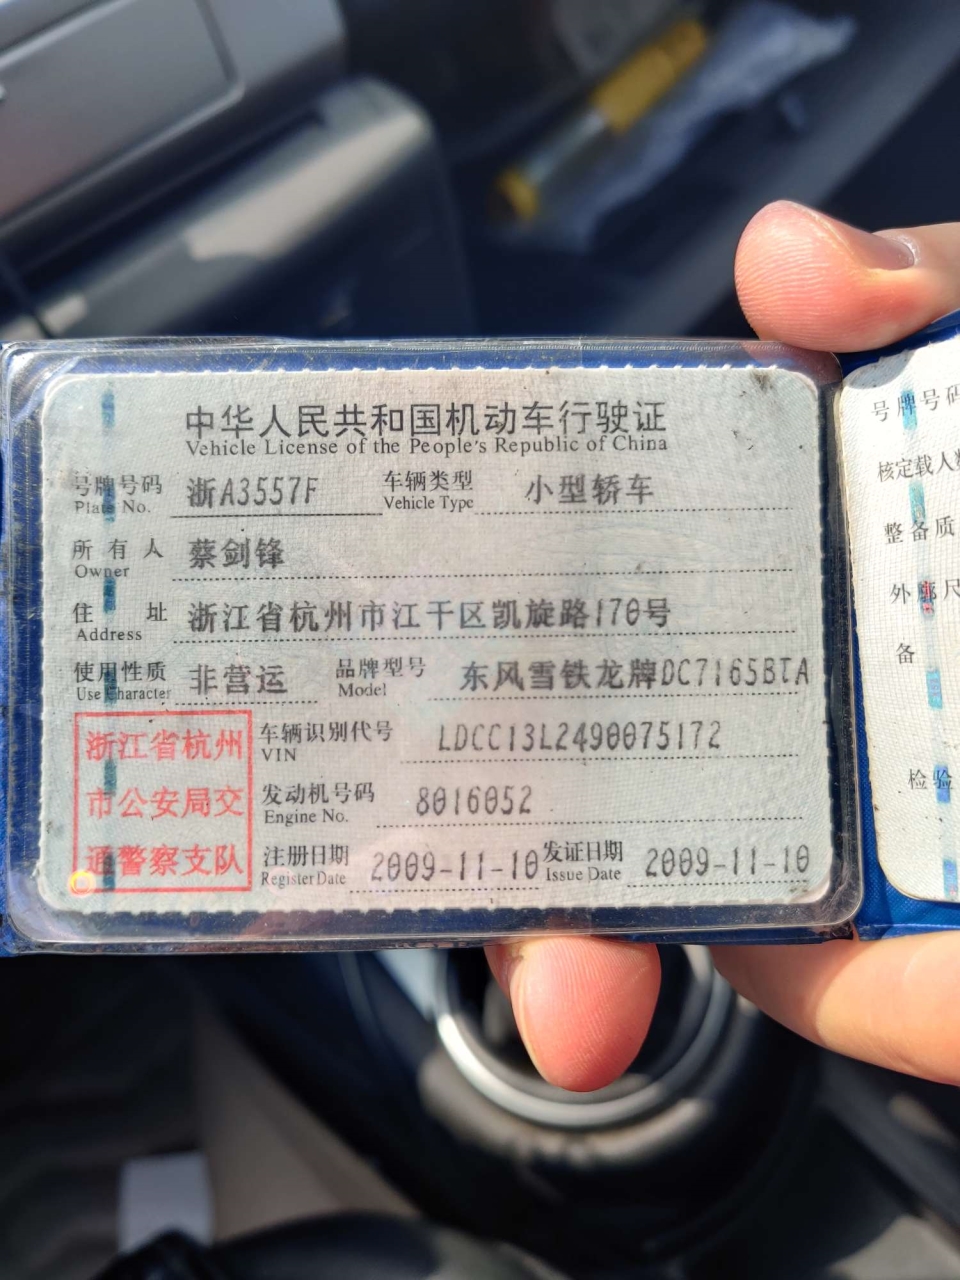 中华人民共和国机动车行驶证
Vehicle License of the People's Republic of China
号牌号码 浙A3557F 车辆类型 小型轿车
Plate No. Vehicle Type
所有人 蔡剑锋
Owner
住址 浙江省杭州市江干区凯旋路170号
Address
使用性质 非营运 品牌型号 东风雪铁龙牌DC7165BTA
Use Character Model
浙江省杭州
市公安局交
通警察支队
车辆识别代号 LDCC13L2490075172
VIN
发动机号码 8016052
Engine No.
注册日期 2009-11-10 发证日期 2009-11-10
Register Date Issue Date
号牌号码
核定载人数
整备质
外廓尺
备
检验